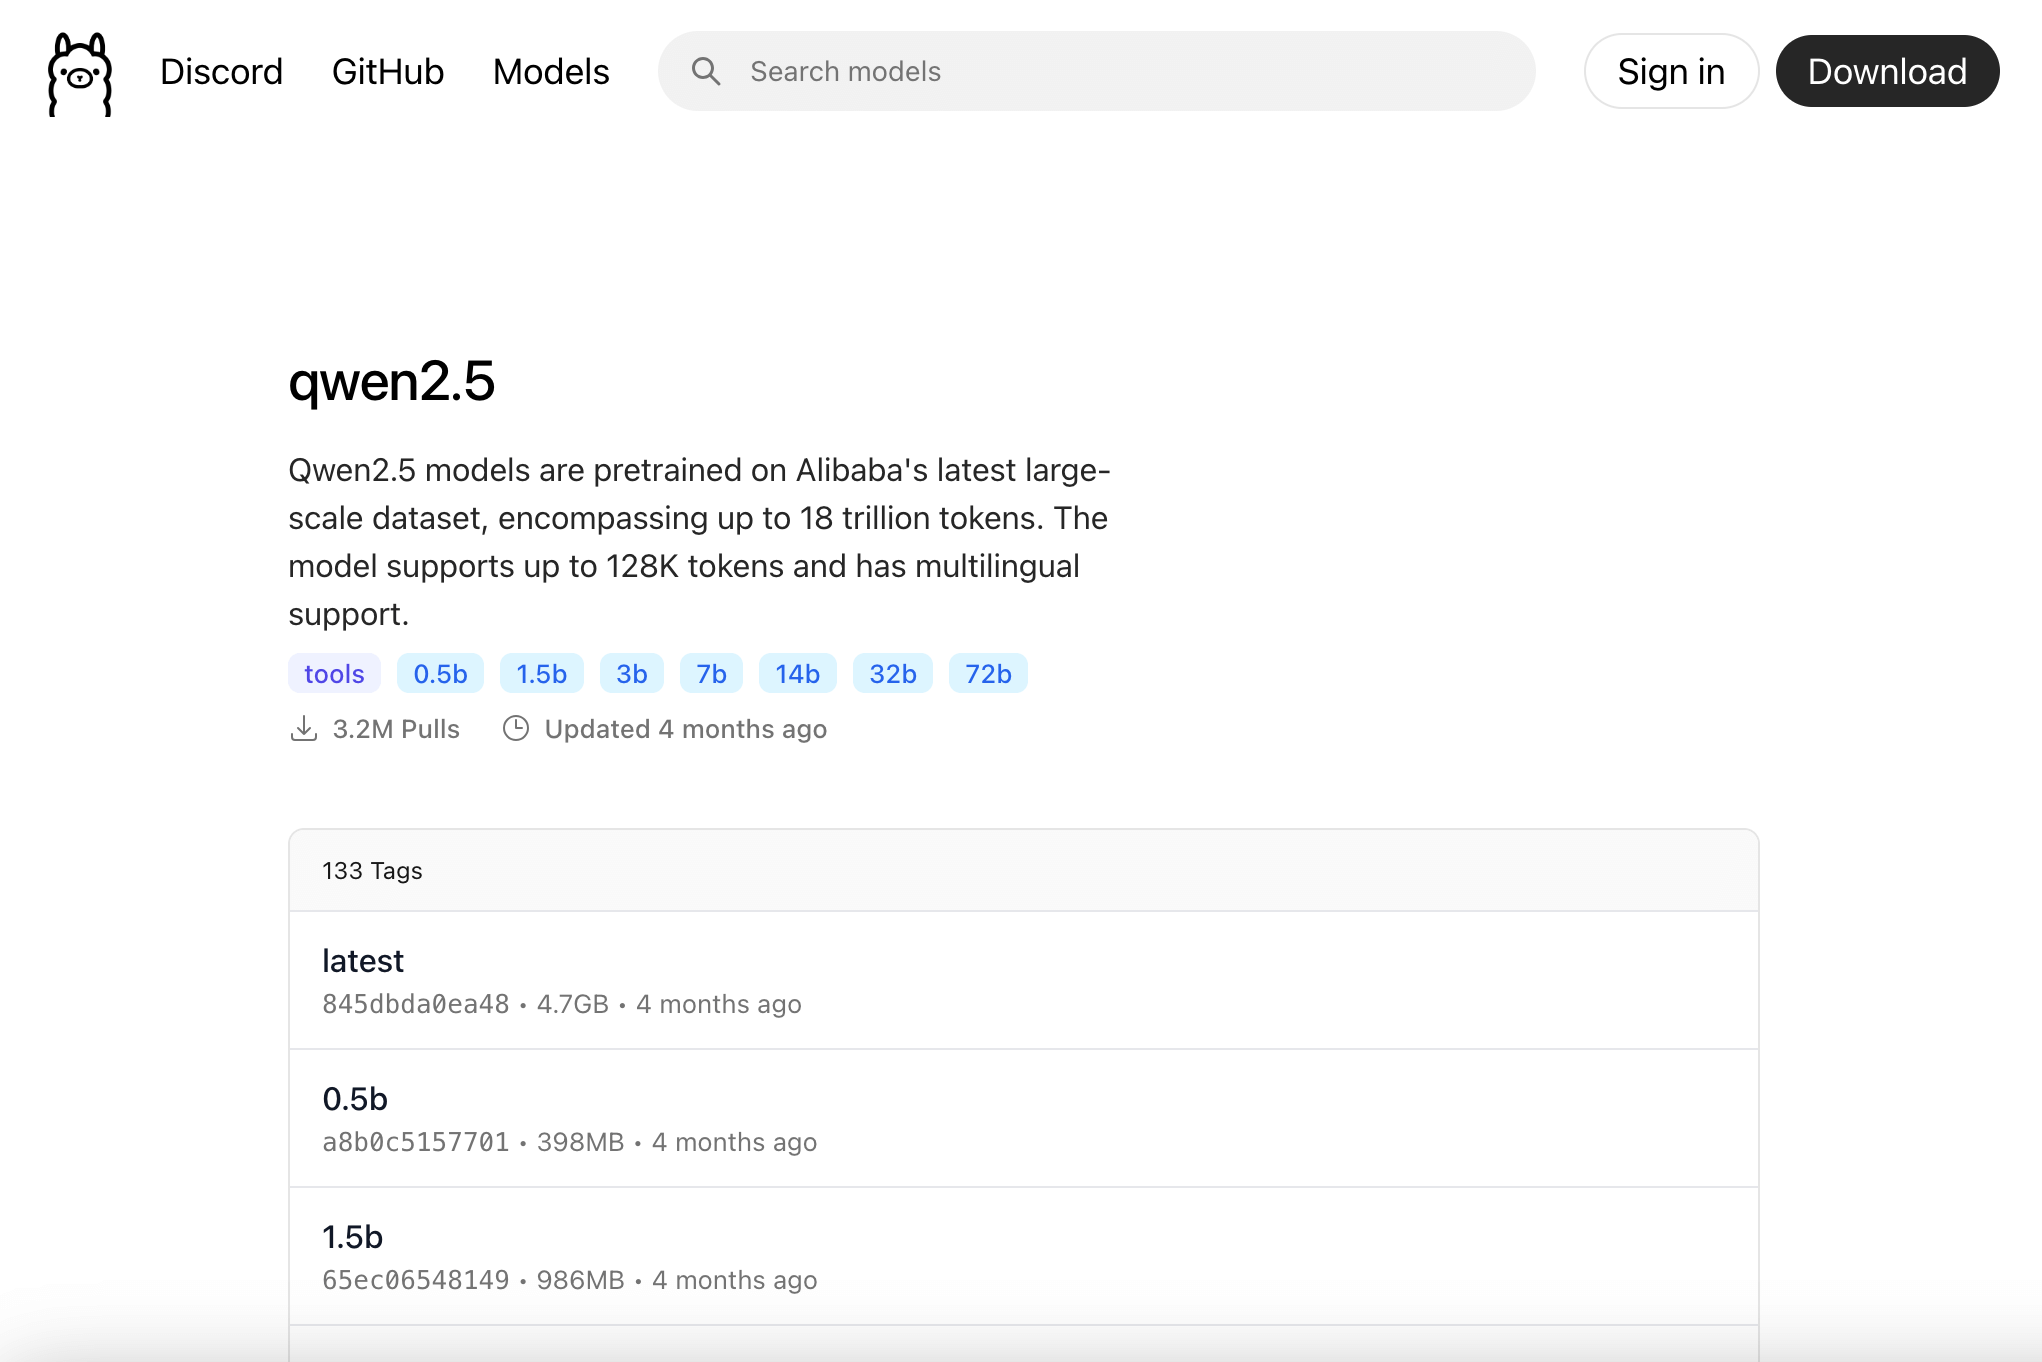 Discord GitHub Models Search models Sign in Download
qwen2.5
Qwen2.5 models are pretrained on Alibaba's latest large-
scale dataset, encompassing up to 18 trillion tokens. The
model supports up to 128K tokens and has multilingual
support.
tools 0.5b 1.5b 3b 7b 14b 32b 72b
3.2M Pulls Updated 4 months ago
133 Tags
latest
845dbda0ea48 • 4.7GB • 4 months ago
0.5b
a8b0c5157701 • 398MB • 4 months ago
1.5b
65ec06548149 • 986MB • 4 months ago